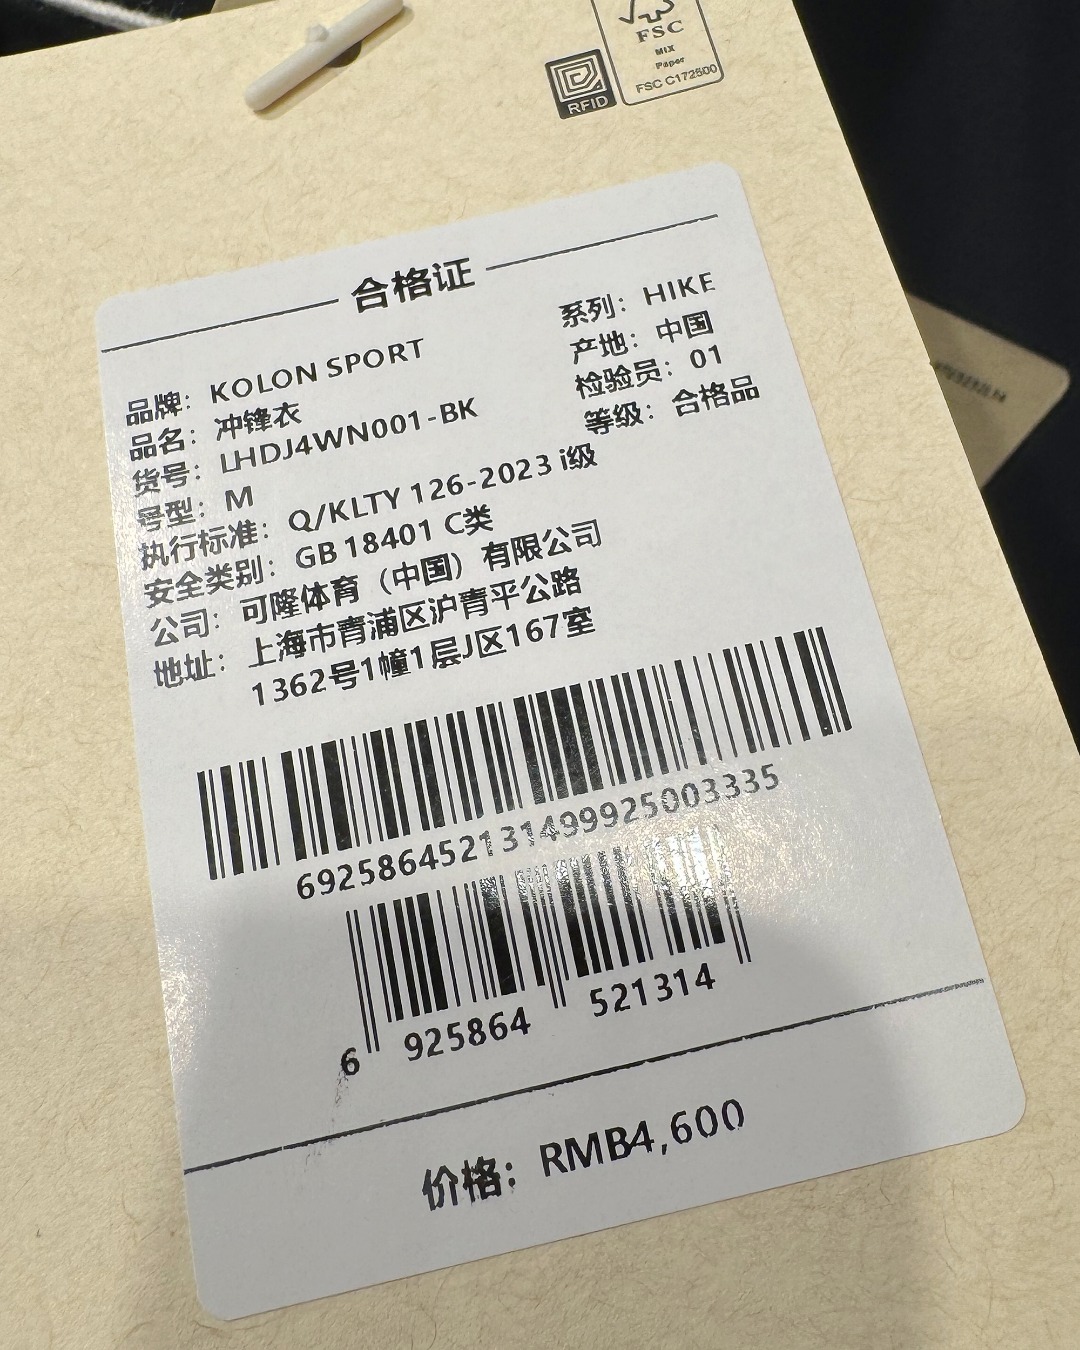 FSC
MIX
Paper
FSC C172500
RFID
合格证
品牌：KOLON SPORT
系列：HIKE
品名：冲锋衣
产地：中国
货号：LHDJ4WN001-BK
检验员：01
号型：M
等级：合格品
执行标准：Q/KLTY 126-2023 i级
安全类别：GB 18401 C类
公司：可隆体育（中国）有限公司
地址：上海市青浦区沪青平公路
1362号1幢1层J区167室
692586452131499925003335
6 925864 521314
价格：RMB4,600